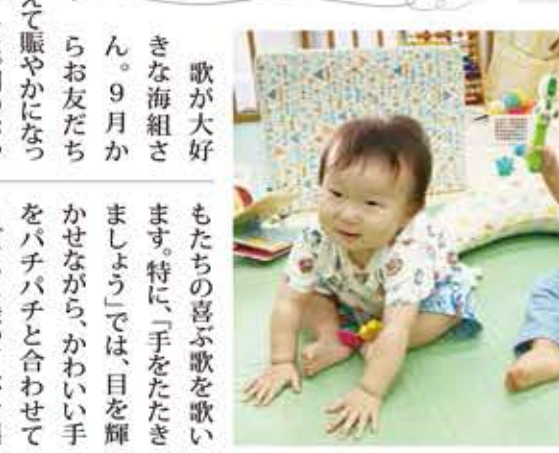 歌が大好
きな海組さ
ん。9月か
らお友だち
えて賑やかになっ
もたちの喜ぶ歌を歌い
ます。特に、「手をたたき
ましょう」では、目を輝
かせながら、かわいい手
をパチパチと合わせて